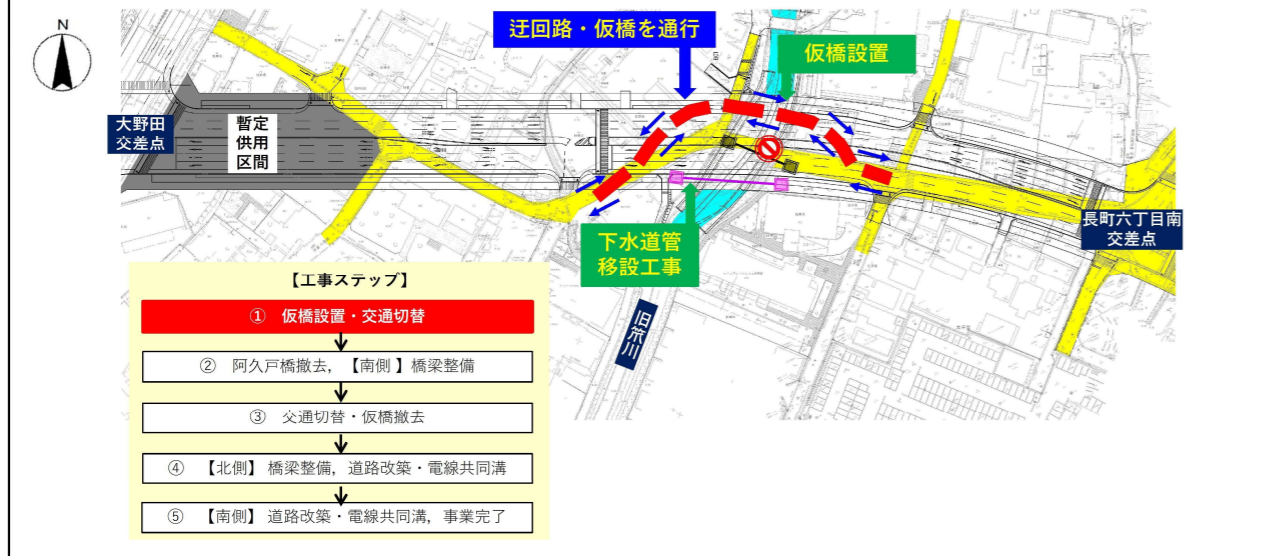 N
迂回路・仮橋を通行
仮橋設置
大野田
交差点
暫定
供用
区間
長町六丁目南
交差点
下水道管
移設工事
旧笊川
【工事ステップ】
① 仮橋設置・交通切替
② 阿久戸橋撤去，【南側】橋梁整備
③ 交通切替・仮橋撤去
④ 【北側】橋梁整備，道路改築・電線共同溝
⑤ 【南側】道路改築・電線共同溝，事業完了